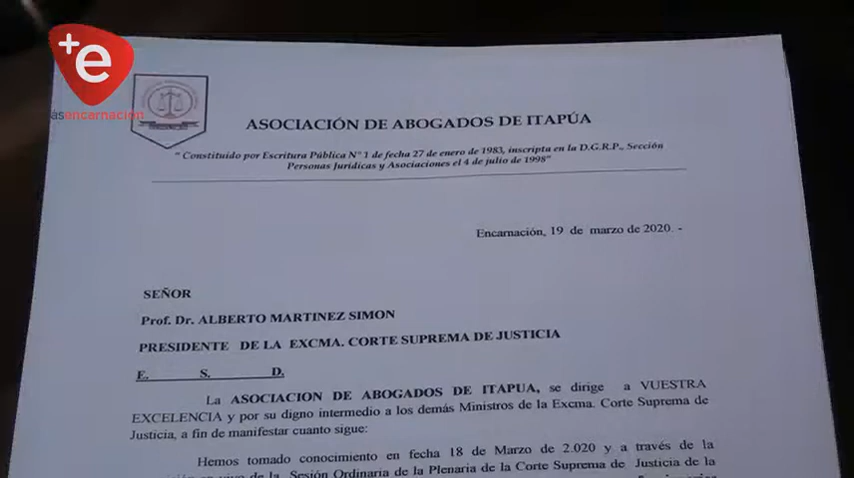 +e
ásencarnación
ASOCIACIÓN DE ABOGADOS DE ITAPÚA
" Constituido por Escritura Pública N° 1 de fecha 27 de enero de 1983, inscripta en la D.G.R.P., Sección
Personas Jurídicas y Asociaciones el 4 de julio de 1998"
Encarnación, 19 de marzo de 2020. -
SEÑOR
Prof. Dr. ALBERTO MARTINEZ SIMON
PRESIDENTE DE LA EXCMA. CORTE SUPREMA DE JUSTICIA
E. S. D.
La ASOCIACION DE ABOGADOS DE ITAPUA, se dirige a VUESTRA
EXCELENCIA y por su digno intermedio a los demás Ministros de la Excma. Corte Suprema de
Justicia, a fin de manifestar cuanto sigue:
Hemos tomado conocimiento en fecha 18 de Marzo de 2.020 y a través de la
en vivo de la Sesión Ordinaria de la Plenaria de la Corte Suprema de Justicia de la